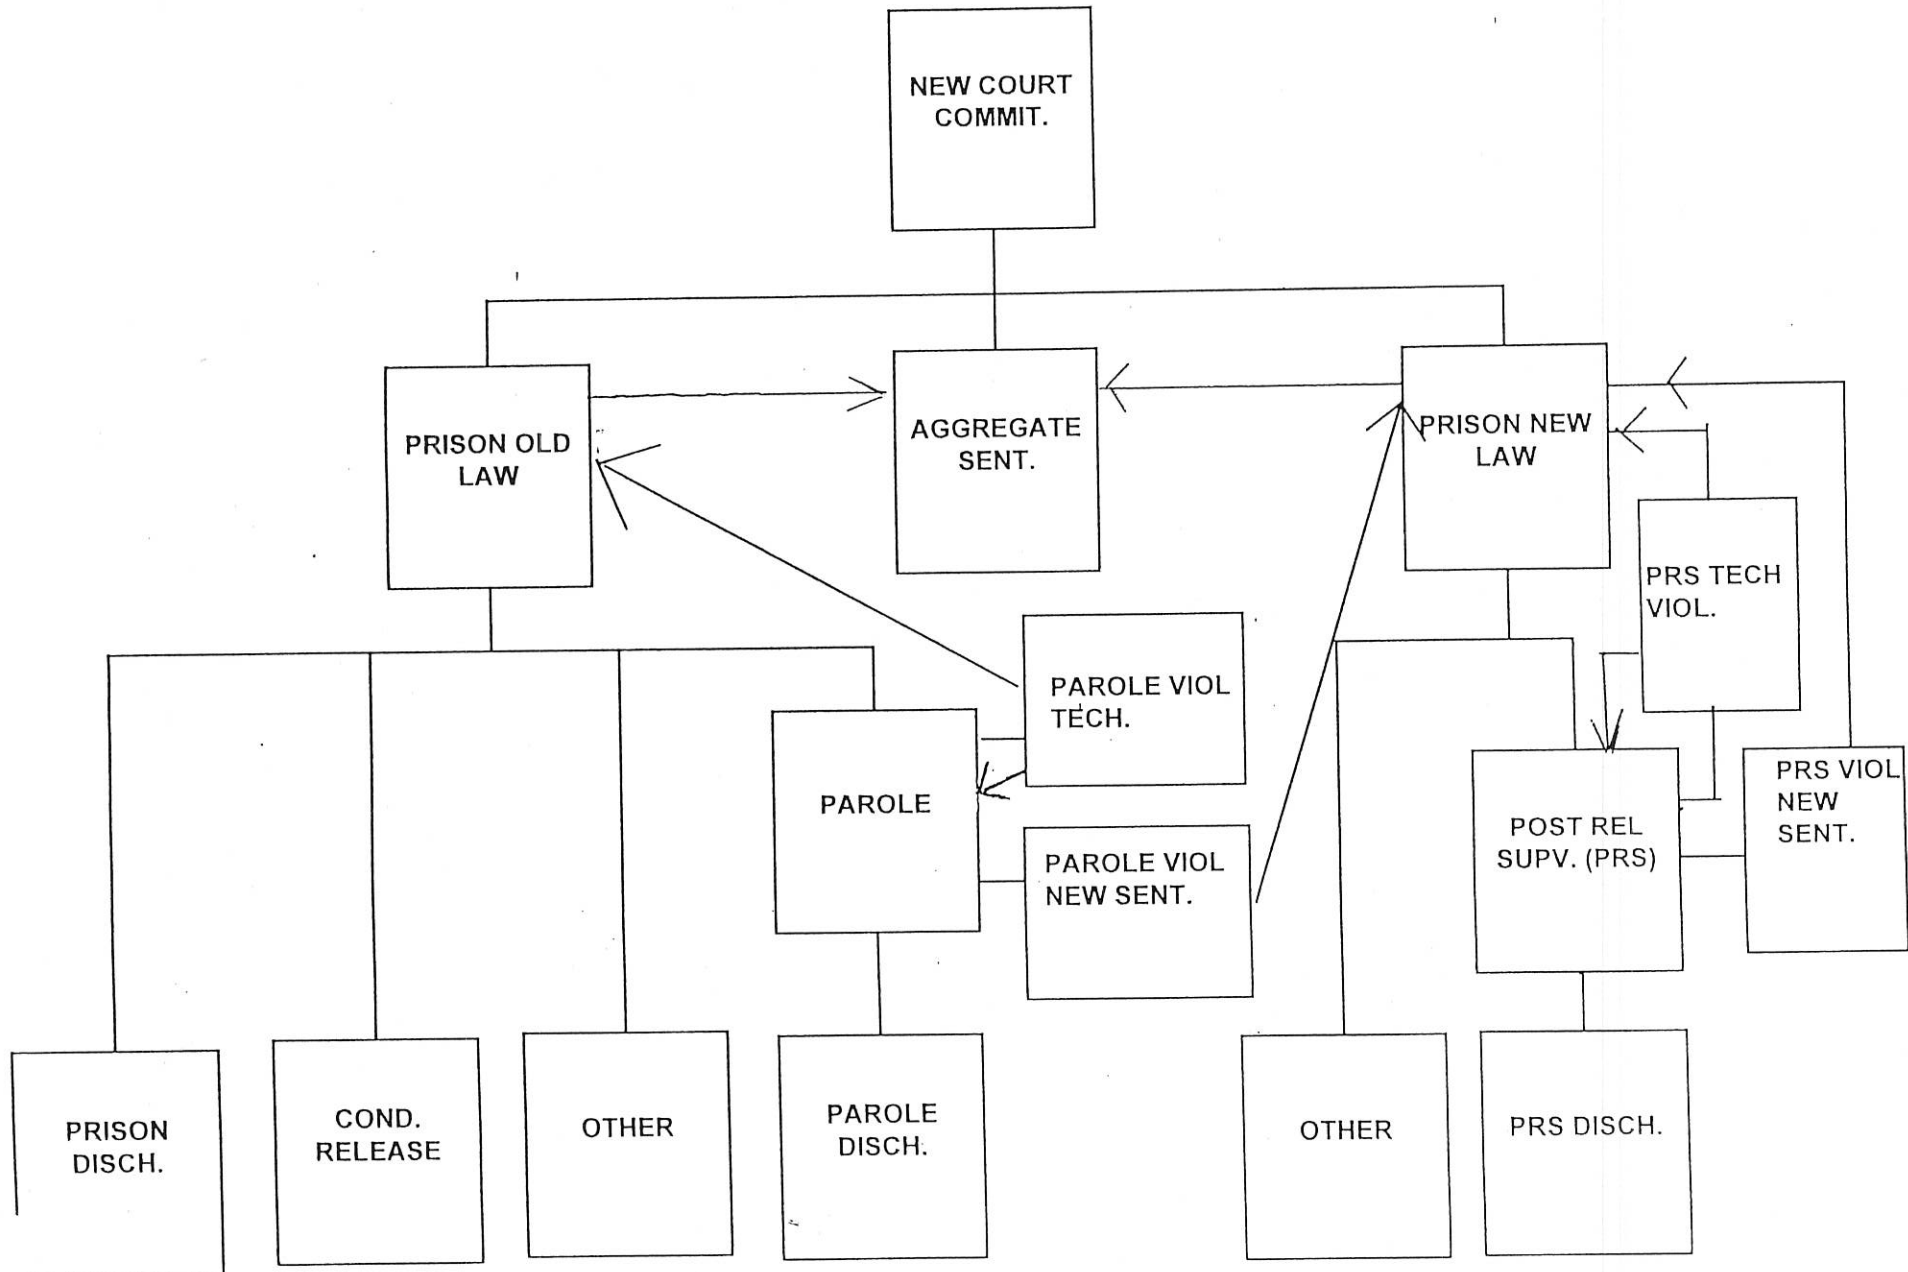 NEW COURT
COMMIT.
PRISON OLD
LAW
AGGREGATE
SENT.
PRISON NEW
LAW
PRS TECH
VIOL.
PAROLE VIOL
TECH.
PAROLE
PAROLE VIOL
NEW SENT.
POST REL
SUPV. (PRS)
PRS VIOL
NEW
SENT.
PRISON
DISCH.
COND.
RELEASE
OTHER
PAROLE
DISCH.
OTHER
PRS DISCH.